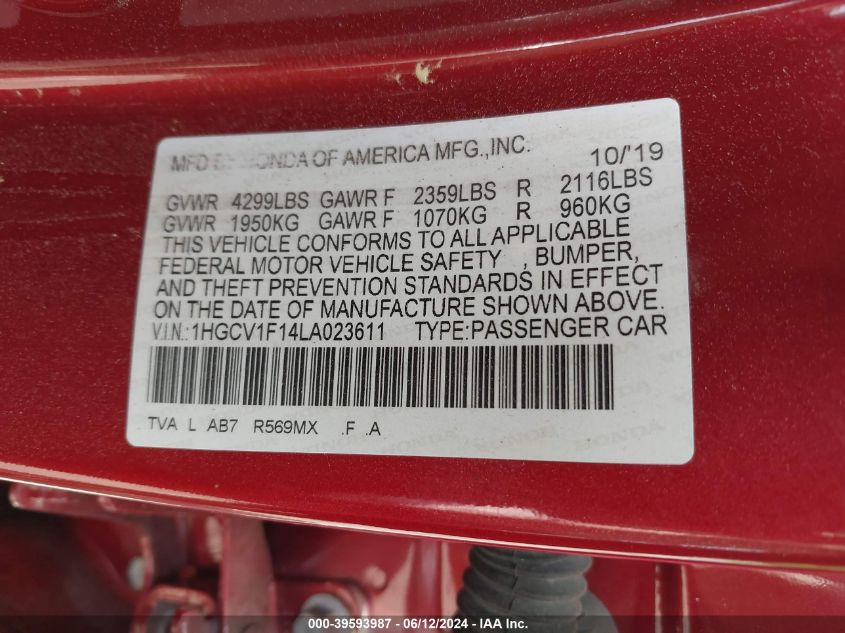 MFD BY HONDA OF AMERICA MFG.,INC. 10/'19
GVWR 4299LBS GAWR F 2359LBS R 2116LBS
GVWR 1950KG GAWR F 1070KG R 960KG
THIS VEHICLE CONFORMS TO ALL APPLICABLE
FEDERAL MOTOR VEHICLE SAFETY , BUMPER,
AND THEFT PREVENTION STANDARDS IN EFFECT
ON THE DATE OF MANUFACTURE SHOWN ABOVE.
V.I.N.:1HGCV1F14LA023611 TYPE:PASSENGER CAR
TVA L AB7 R569MX .F .A
HONDA HONDA HONDA
000-39593987 - 06/12/2024 - IAA Inc.